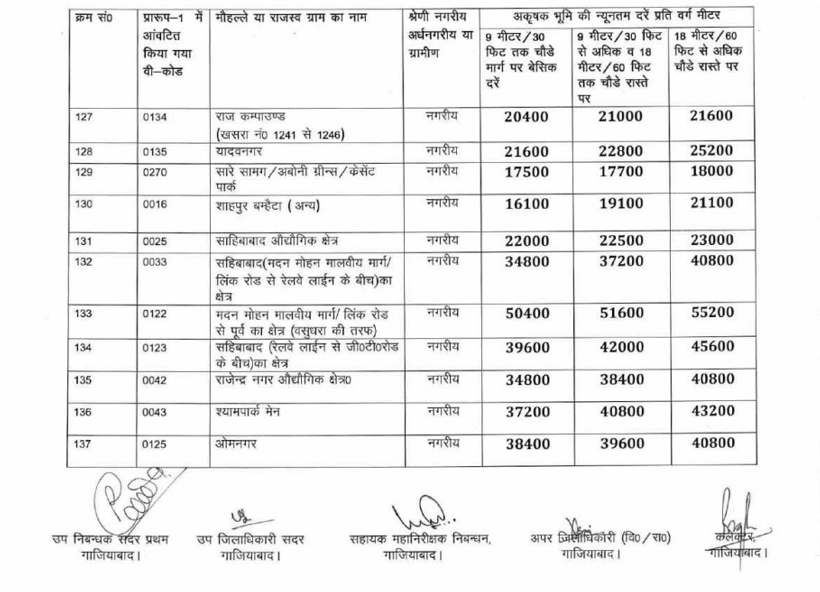 क्रम सं0 प्रारूप–1 में आंवटित किया गया वी–कोड मौहल्ले या राजस्व ग्राम का नाम श्रेणी नगरीय अर्धनगरीय या ग्रामीण अकृषक भूमि की न्यूनतम दरें प्रति वर्ग मीटर
9 मीटर/30 फिट तक चौडे मार्ग पर बेसिक दरें 9 मीटर/30 फिट से अधिक व 18 मीटर/60 फिट तक चौडे रास्ते पर 18 मीटर/60 फिट से अधिक चौडे रास्ते पर
127 0134 राज कम्पाउण्ड नगरीय 20400 21000 21600
(खसरा नं0 1241 से 1246)
128 0135 यादवनगर नगरीय 21600 22800 25200
129 0270 सारे सामग/अबोनी ग्रीन्स/केसेंट नगरीय 17500 17700 18000
पार्क
130 0016 शाहपुर बम्हैटा (अन्य) नगरीय 16100 19100 21100
131 0025 साहिबाबाद औद्यौगिक क्षेत्र नगरीय 22000 22500 23000
132 0033 सहिबाबाद(मदन मोहन मालवीय मार्ग/ नगरीय 34800 37200 40800
लिंक रोड से रेलवे लाईन के बीच)का
क्षेत्र
133 0122 मदन मोहन मालवीय मार्ग/ लिंक रोड नगरीय 50400 51600 55200
से पूर्व का क्षेत्र (वसुधरा की तरफ)
134 0123 सहिबाबाद (रेलवे लाईन से जी0टी0रोड नगरीय 39600 42000 45600
के बीच)का क्षेत्र
135 0042 राजेन्द्र नगर औद्यौगिक क्षेत्र0 नगरीय 34800 38400 40800
136 0043 श्यामपार्क मेन नगरीय 37200 40800 43200
137 0125 ओमनगर नगरीय 38400 39600 40800
उप निबन्धक सदर प्रथम उप जिलाधिकारी सदर सहायक महानिरीक्षक निबन्धन, अपर जिलाधिकारी (वि0/रा0) कलेक्टर,
गाजियाबाद। गाजियाबाद। गाजियाबाद। गाजियाबाद। गाजियाबाद।